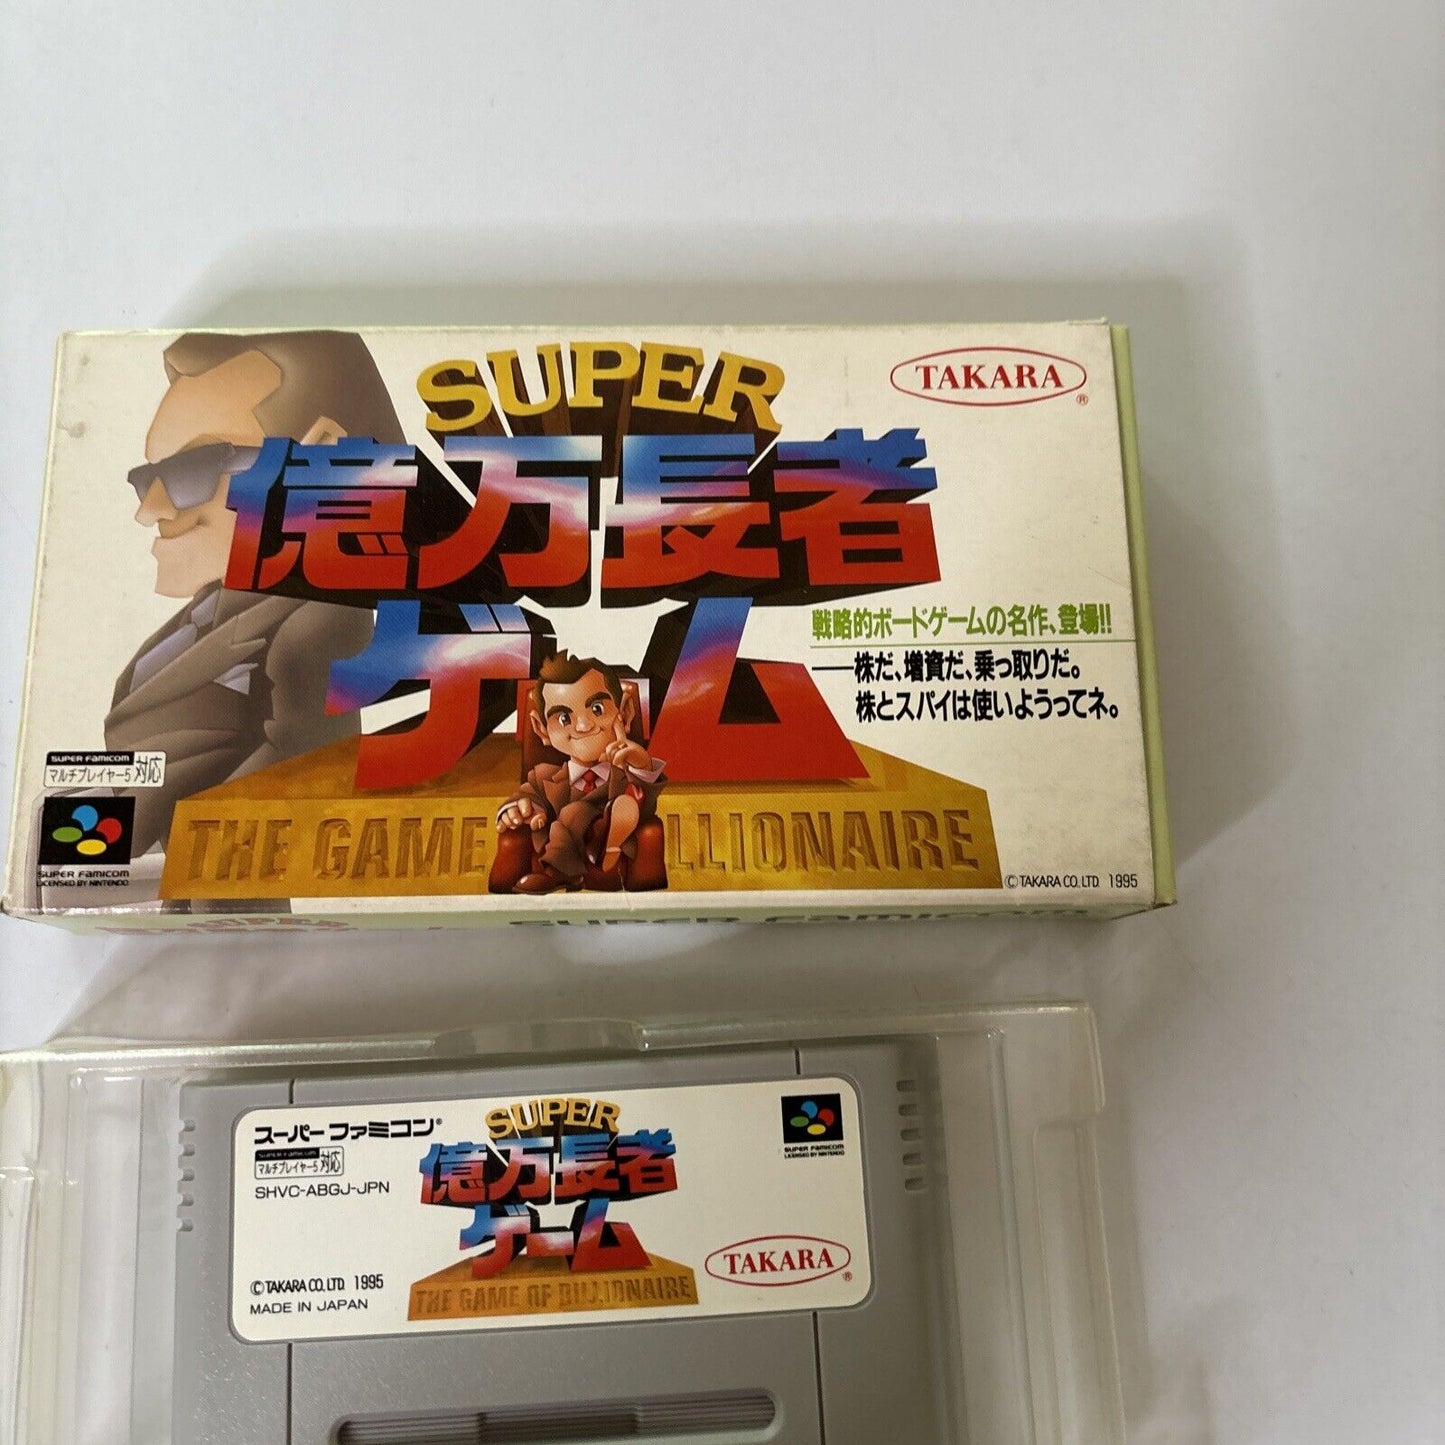 SUPER
TAKARA®
億万長者
ゲーム
戦略的ボードゲームの名作、登場!!
──株だ、増資だ、乗っ取りだ。
株とスパイは使いようってネ。
SUPER FAMICOM
マルチプレイヤー5対応
THE GAME LLIONAIRE
SUPER FAMICOM
LICENSED BY NINTENDO
©TAKARA CO.,LTD. 1995
SUPER FAMICOM
スーパーファミコン®
SUPER FAMICOM
マルチプレイヤー5対応
SHVC-ABGJ-JPN
SUPER
億万長者
ゲーム
THE GAME OF BILLIONAIRE
SUPER FAMICOM
LICENSED BY NINTENDO
TAKARA®
©TAKARA CO.,LTD. 1995
MADE IN JAPAN